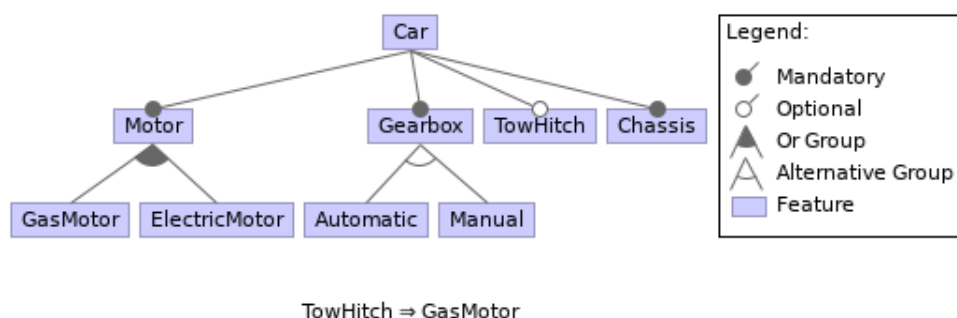 Car
Legend:
Mandatory
Optional
Or Group
Alternative Group
Feature
Motor
Gearbox
TowHitch
Chassis
GasMotor
ElectricMotor
Automatic
Manual
TowHitch ⇒ GasMotor